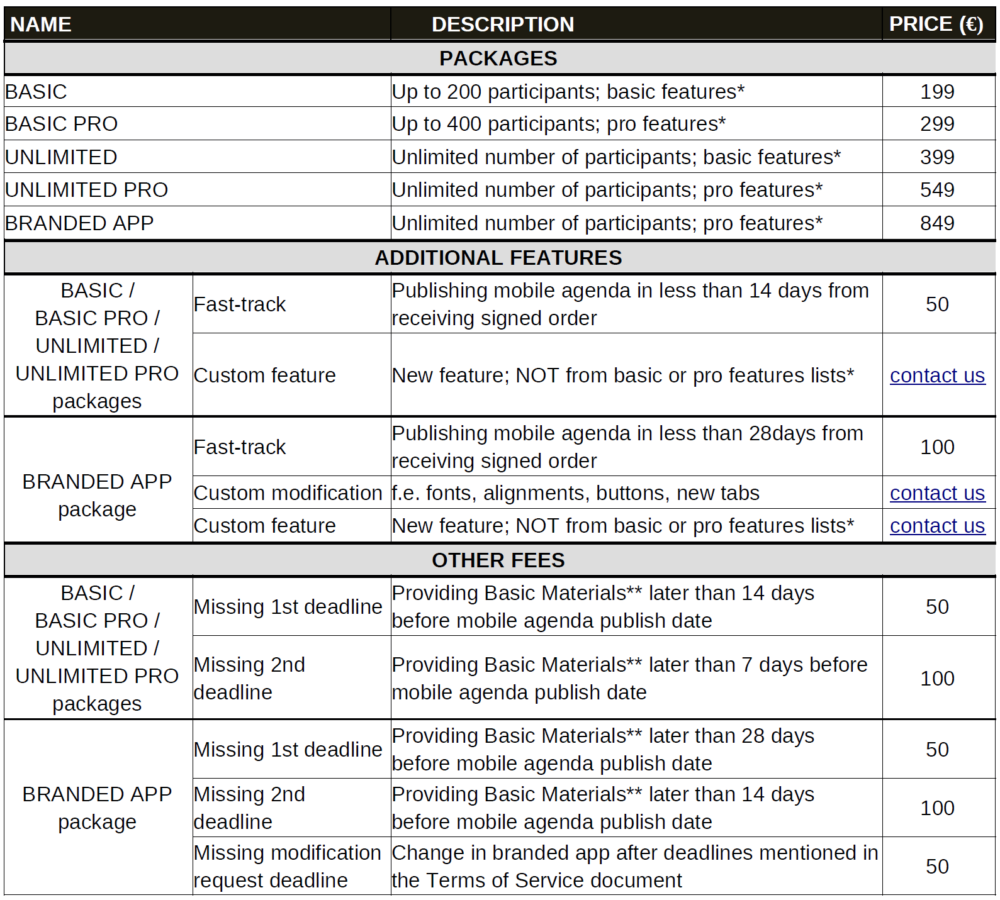 NAME DESCRIPTION PRICE (€)
PACKAGES
BASIC Up to 200 participants; basic features* 199
BASIC PRO Up to 400 participants; pro features* 299
UNLIMITED Unlimited number of participants; basic features* 399
UNLIMITED PRO Unlimited number of participants; pro features* 549
BRANDED APP Unlimited number of participants; pro features* 849
ADDITIONAL FEATURES
BASIC /
BASIC PRO /
UNLIMITED /
UNLIMITED PRO
packages
Fast-track
Publishing mobile agenda in less than 14 days from
receiving signed order
50
Custom feature
New feature; NOT from basic or pro features lists*
contact us
BRANDED APP
package
Fast-track
Publishing mobile agenda in less than 28days from
receiving signed order
100
Custom modification f.e. fonts, alignments, buttons, new tabs contact us
Custom feature New feature; NOT from basic or pro features lists* contact us
OTHER FEES
BASIC /
BASIC PRO /
UNLIMITED /
UNLIMITED PRO
packages
Missing 1st deadline
Providing Basic Materials** later than 14 days
before mobile agenda publish date
50
Missing 2nd
deadline
Providing Basic Materials** later than 7 days before
mobile agenda publish date
100
BRANDED APP
package
Missing 1st deadline
Providing Basic Materials** later than 28 days
before mobile agenda publish date
50
Missing 2nd
deadline
Providing Basic Materials** later than 14 days
before mobile agenda publish date
100
Missing modification
request deadline
Change in branded app after deadlines mentioned in
the Terms of Service document
50